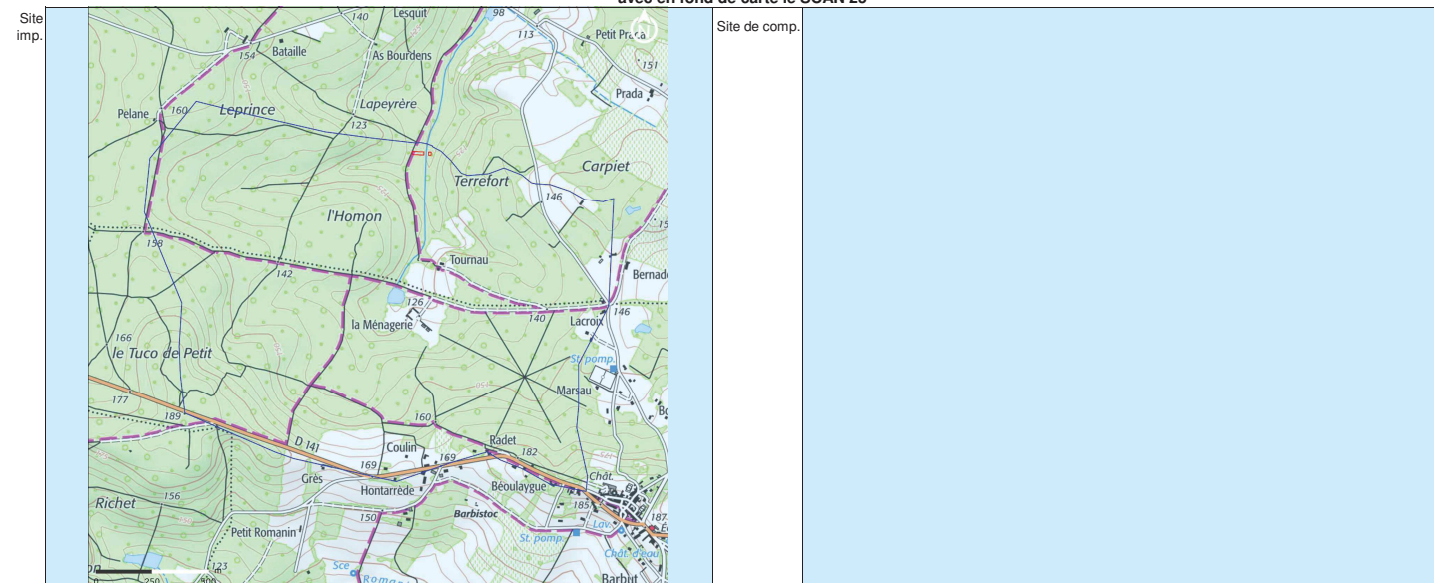 avec en fond de carte le SCAN 25
Site
imp.
Site de comp.
140
Lesquit
98
113
154
Bataille
As Bourdens
151
Prada
Pelane
160
Leprince
Lapeyrère
123
Carpiet
Terrefort
146
l'Homon
158
Tournau
142
126
la Ménagerie
140
146
Lacroix
166
le Tuco de Petit
St. pomp.
Marsau
177
189
160
D 141
Coulin
Radet
182
169
169
Grès
Hontarrède
Béoulaygue
Chât.
185
187
Richet
156
150
Barbistoc
Lav.
Petit Romanin
St. pomp.
Chât. d'eau
123
Sce
0
250
500
m